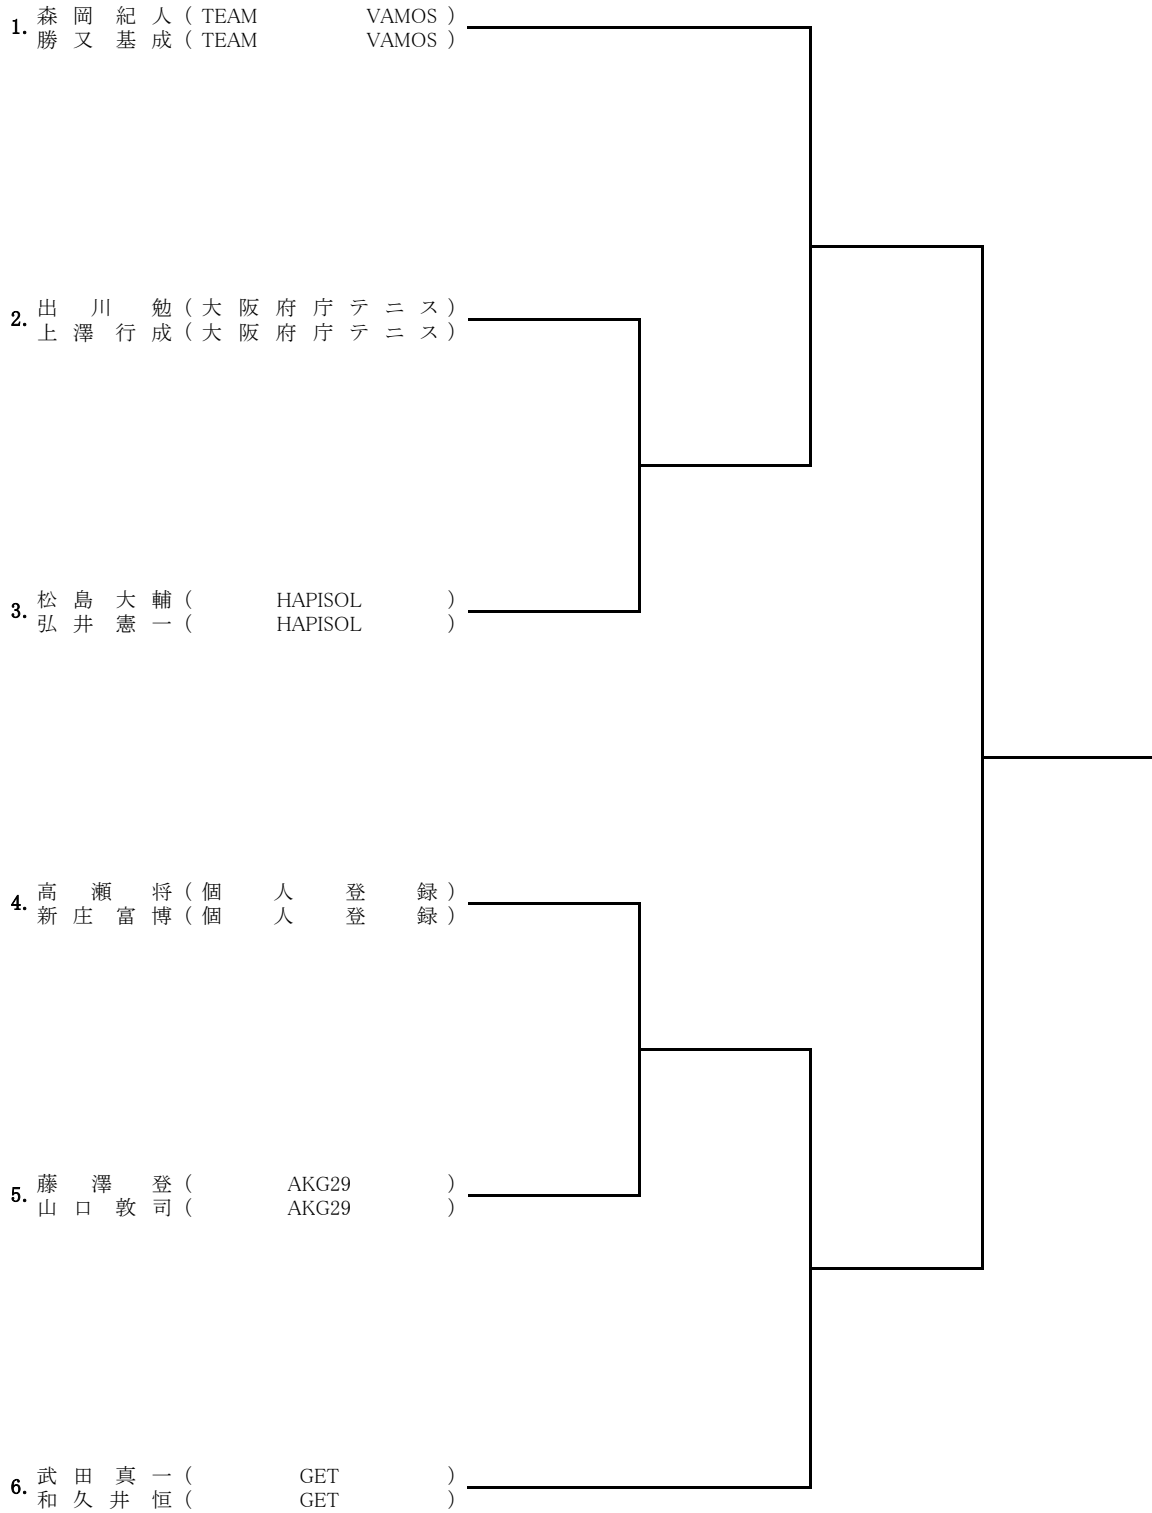 1. 森岡 紀人 ( TEAM VAMOS )
勝又 基成 ( TEAM VAMOS )
2. 出川 勉 ( 大阪府庁テニス )
上澤 行成 ( 大阪府庁テニス )
3. 松島 大輔 ( HAPISOL )
弘井 憲一 ( HAPISOL )
4. 高瀬 将 ( 個人登録 )
新庄 富博 ( 個人登録 )
5. 藤澤 登 ( AKG29 )
山口 敦司 ( AKG29 )
6. 武田 真一 ( GET )
和久井 恒 ( GET )